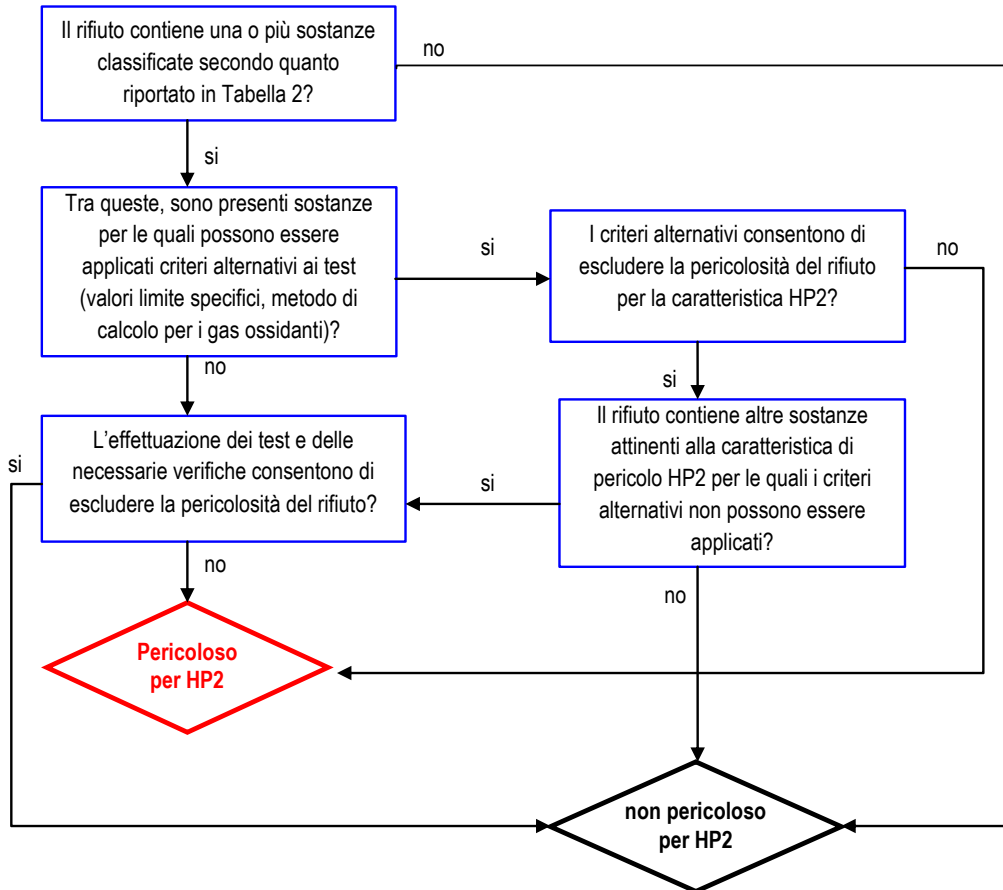 Il rifiuto contiene una o più sostanze
classificate secondo quanto
riportato in Tabella 2?
no
si
Tra queste, sono presenti sostanze
per le quali possono essere
applicati criteri alternativi ai test
(valori limite specifici, metodo di
calcolo per i gas ossidanti)?
si
I criteri alternativi consentono di
escludere la pericolosità del rifiuto
per la caratteristica HP2?
no
no
si
L'effettuazione dei test e delle
necessarie verifiche consentono di
escludere la pericolosità del rifiuto?
si
si
Il rifiuto contiene altre sostanze
attinenti alla caratteristica di
pericolo HP2 per le quali i criteri
alternativi non possono essere
applicati?
no
no
Pericoloso
per HP2
non pericoloso
per HP2